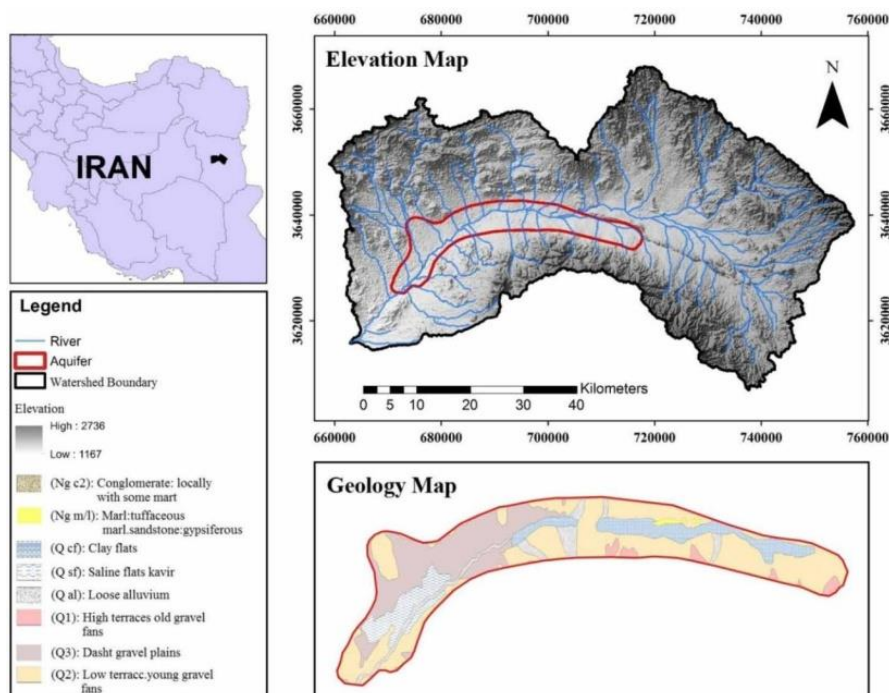 IRAN
Legend
River
Aquifer
Watershed Boundary
Elevation
High : 2736
Low : 1167
(Ng c2): Conglomerate: locally
with some mart
(Ng m/l): Marl:tuffaceous
marl.sandstone:gypsiferous
(Q cf): Clay flats
(Q sf): Saline flats kavir
(Q al): Loose alluvium
(Q1): High terraces old gravel
fans
(Q3): Dasht gravel plains
(Q2): Low terracc.young gravel
fans
660000 680000 700000 720000 740000 760000
Elevation Map
N
3660000 3660000
3640000 3640000
3620000 3620000
Kilometers
0 5 10 20 30 40
660000 680000 700000 720000 740000 760000
Geology Map